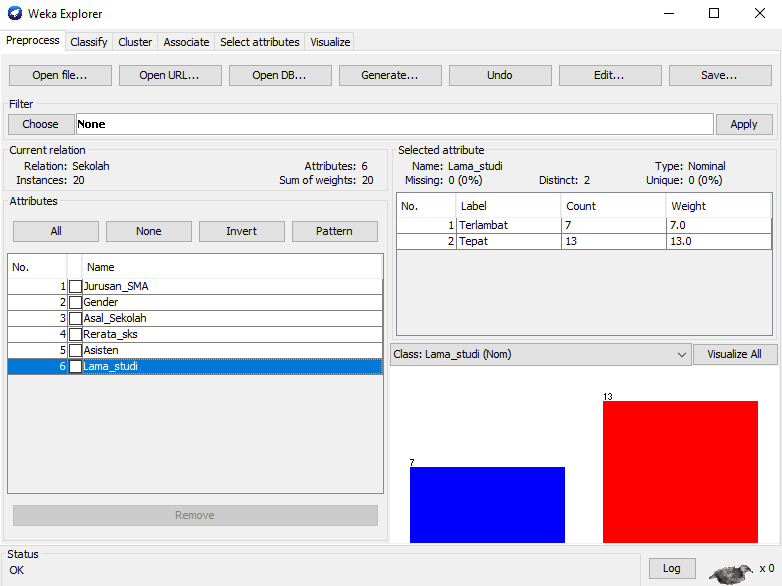 Weka Explorer
Preprocess Classify Cluster Associate Select attributes Visualize
Open file... Open URL... Open DB... Generate... Undo Edit... Save...
Filter
Choose None Apply
Current relation
Relation: Sekolah Attributes: 6
Instances: 20 Sum of weights: 20
Attributes
All None Invert Pattern
No. Name
1 Jurusan_SMA
2 Gender
3 Asal_Sekolah
4 Rerata_sks
5 Asisten
6 Lama_studi
Remove
Selected attribute
Name: Lama_studi Type: Nominal
Missing: 0 (0%) Distinct: 2 Unique: 0 (0%)
No. Label Count Weight
1 Terlambat 7 7.0
2 Tepat 13 13.0
Class: Lama_studi (Nom) Visualize All
13
7
Status
OK
Log x 0